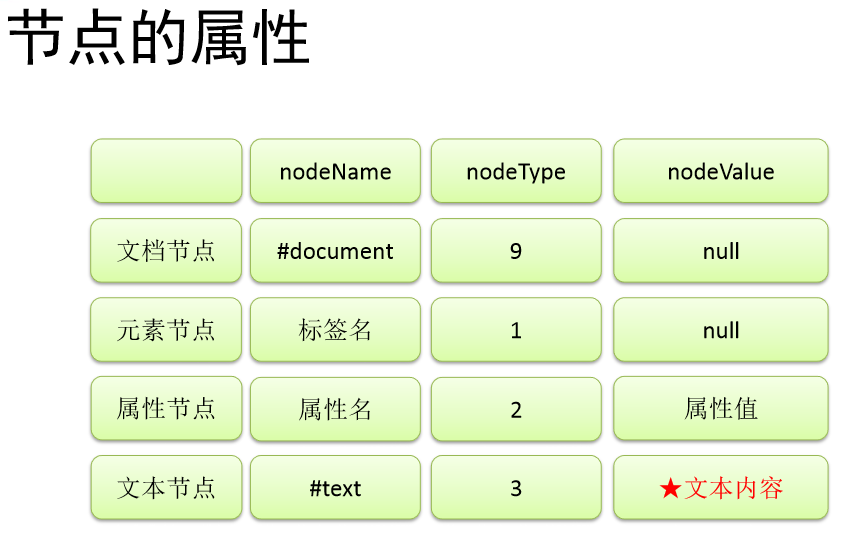 节点的属性
nodeName nodeType nodeValue
文档节点 #document 9 null
元素节点 标签名 1 null
属性节点 属性名 2 属性值
文本节点 #text 3 ★文本内容